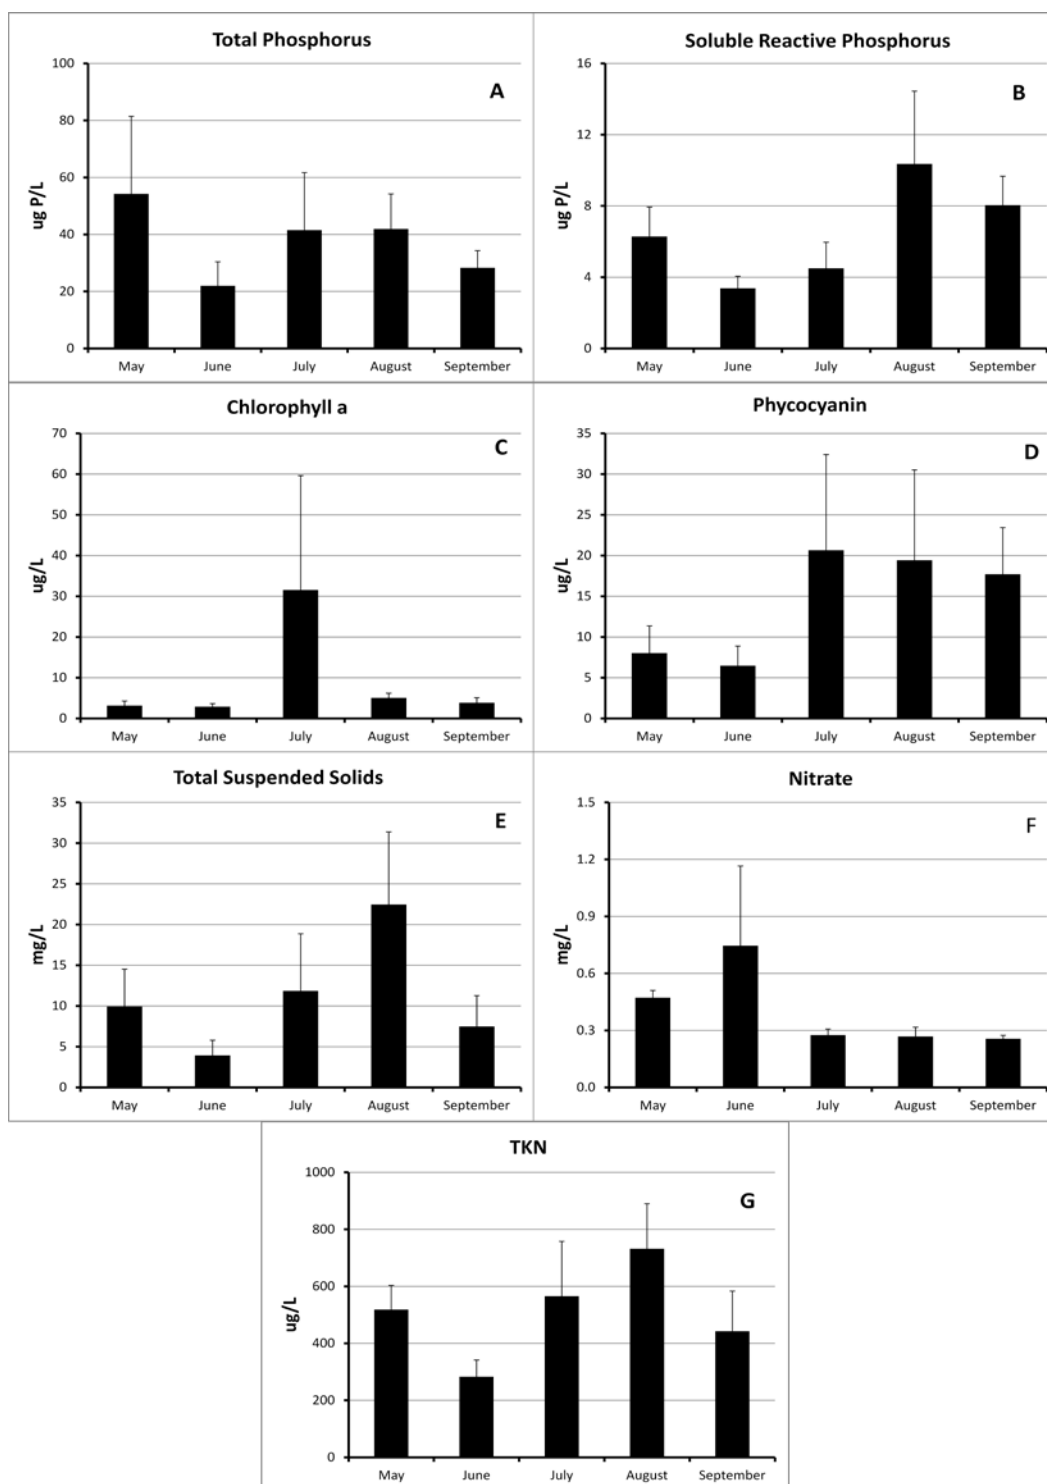 Total Phosphorus
A
100
80
60
40
20
0
ug P/L
May June July August September
Soluble Reactive Phosphorus
B
16
12
8
4
0
ug P/L
May June July August September
Chlorophyll a
C
70
60
50
40
30
20
10
0
ug/L
May June July August September
Phycocyanin
D
35
30
25
20
15
10
5
0
ug/L
May June July August September
Total Suspended Solids
E
35
30
25
20
15
10
5
0
mg/L
May June July August September
Nitrate
F
1.5
1.2
0.9
0.6
0.3
0.0
mg/L
May June July August September
TKN
G
1000
800
600
400
200
0
ug/L
May June July August September